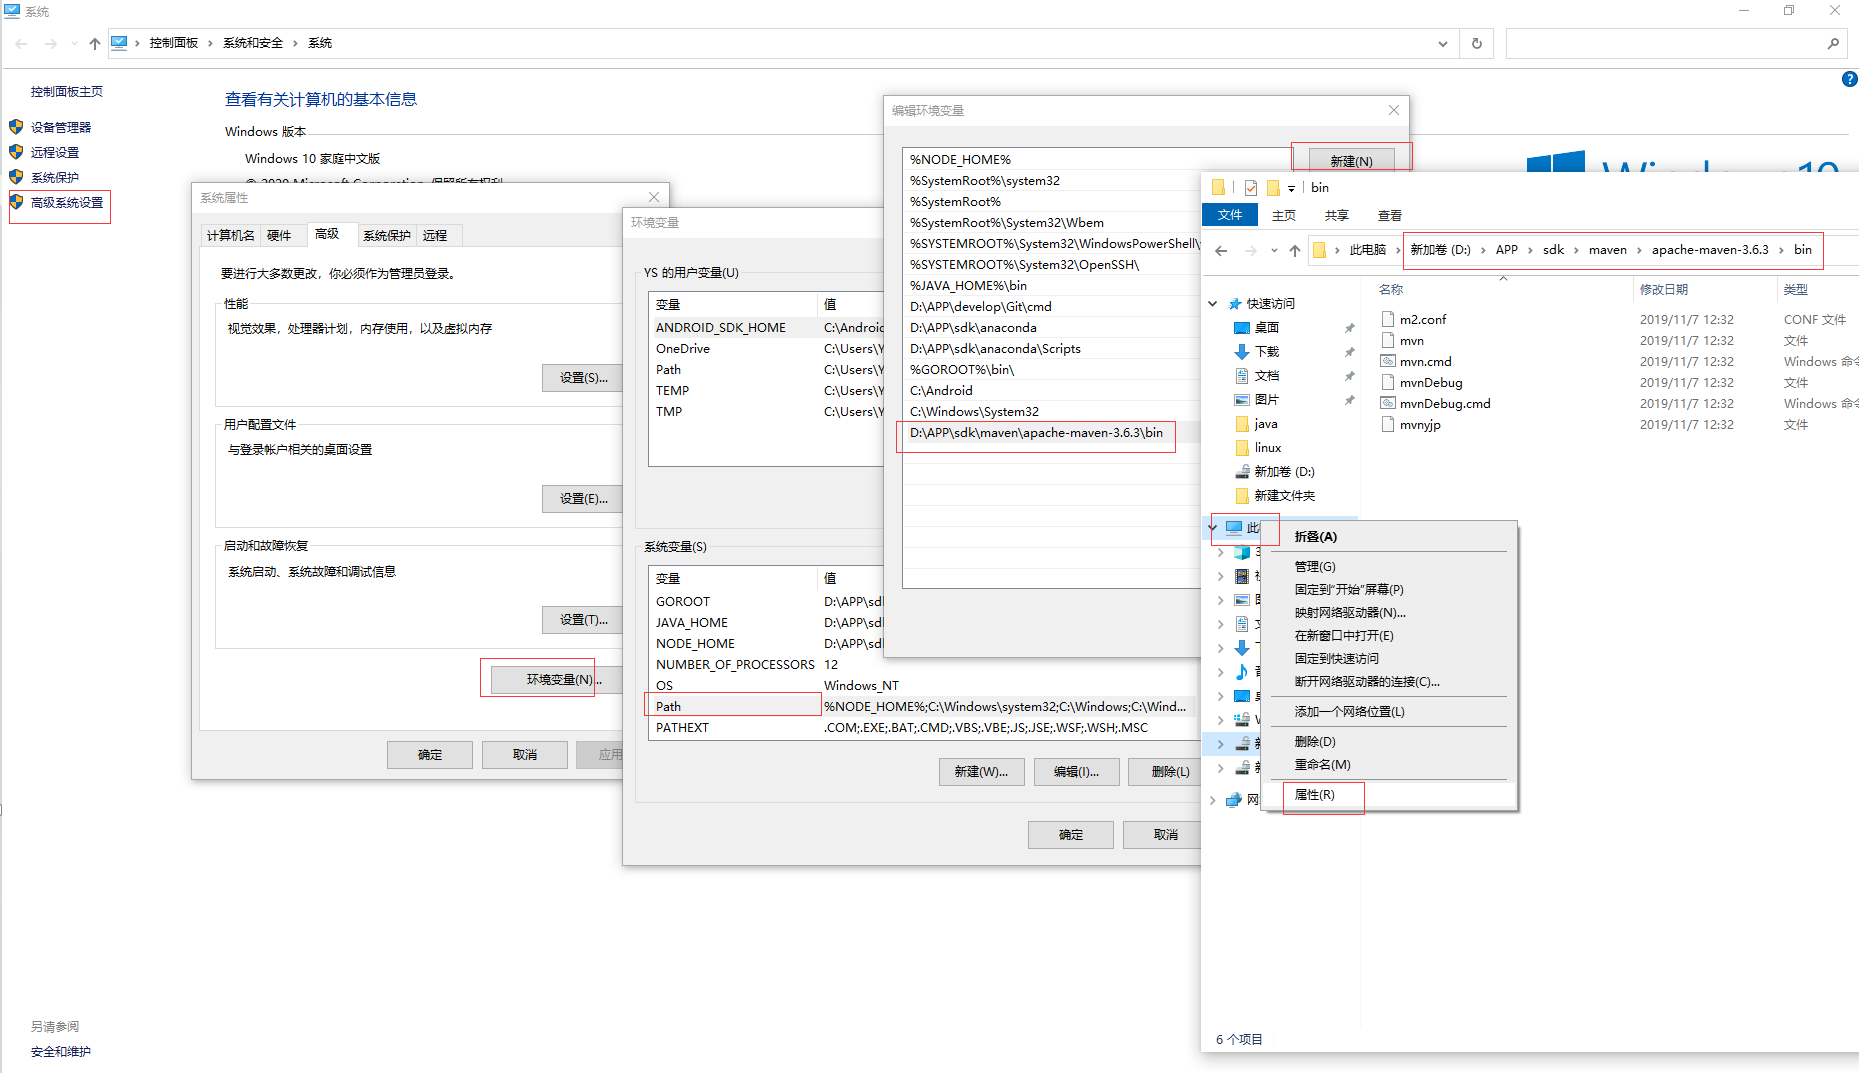 系统
控制面板 › 系统和安全 › 系统
控制面板主页
设备管理器
远程设置
系统保护
高级系统设置
另请参阅
安全和维护
查看有关计算机的基本信息
Windows 版本
Windows 10 家庭中文版
系统属性
计算机名 硬件 高级 系统保护 远程
要进行大多数更改，你必须作为管理员登录。
性能
视觉效果，处理器计划，内存使用，以及虚拟内存
设置(S)...
用户配置文件
与登录帐户相关的桌面设置
设置(E)...
启动和故障恢复
系统启动、系统故障和调试信息
设置(T)...
环境变量(N)...
确定 取消 应用
环境变量
YS 的用户变量(U)
变量 值
ANDROID_SDK_HOME C:\Android
OneDrive C:\Users\Y
Path C:\Users\Y
TEMP C:\Users\Y
TMP C:\Users\Y
系统变量(S)
变量 值
GOROOT D:\APP\sdl
JAVA_HOME D:\APP\sdl
NODE_HOME D:\APP\sdl
NUMBER_OF_PROCESSORS 12
OS Windows_NT
Path %NODE_HOME%;C:\Windows\system32;C:\Windows;C:\Wind...
PATHEXT .COM;.EXE;.BAT;.CMD;.VBS;.VBE;.JS;.JSE;.WSF;.WSH;.MSC
新建(W)... 编辑(I)... 删除(L)
确定 取消
编辑环境变量
%NODE_HOME%
%SystemRoot%\system32
%SystemRoot%
%SystemRoot%\System32\Wbem
%SYSTEMROOT%\System32\WindowsPowerShell\
%SYSTEMROOT%\System32\OpenSSH\
%JAVA_HOME%\bin
D:\APP\develop\Git\cmd
D:\APP\sdk\anaconda
D:\APP\sdk\anaconda\Scripts
%GOROOT%\bin\
C:\Android
C:\Windows\System32
D:\APP\sdk\maven\apache-maven-3.6.3\bin
新建(N)
bin
文件 主页 共享 查看
此电脑 › 新加卷 (D:) › APP › sdk › maven › apache-maven-3.6.3 › bin
名称 修改日期 类型
m2.conf 2019/11/7 12:32 CONF 文件
mvn 2019/11/7 12:32 文件
mvn.cmd 2019/11/7 12:32 Windows 命令
mvnDebug 2019/11/7 12:32 文件
mvnDebug.cmd 2019/11/7 12:32 Windows 命令
mvnyjp 2019/11/7 12:32 文件
快速访问
桌面
下载
文档
图片
java
linux
新加卷 (D:)
新建文件夹
此
网
折叠(A)
管理(G)
固定到"开始"屏幕(P)
映射网络驱动器(N)...
在新窗口中打开(E)
固定到快速访问
断开网络驱动器的连接(C)...
添加一个网络位置(L)
删除(D)
重命名(M)
属性(R)
6 个项目